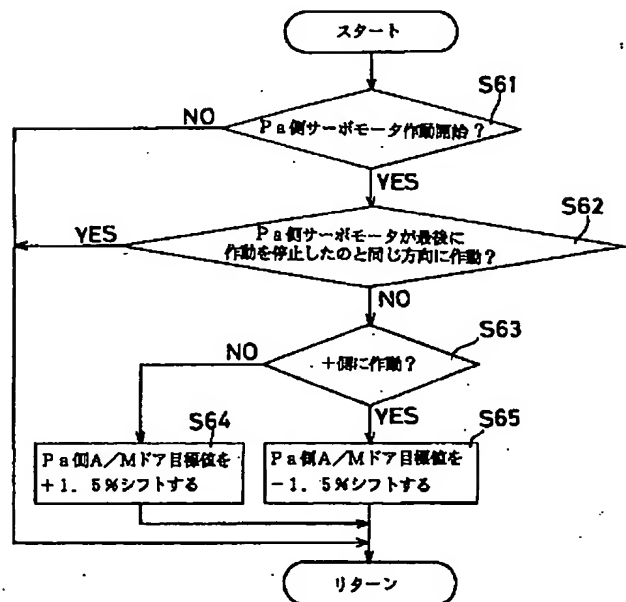 スタート
S61
NO
Pa側サーボモータ作動開始?
YES
S62
YES
Pa側サーボモータが最後に
作動を停止したのと同じ方向に作動?
NO
S63
NO
+側に作動?
S64
YES
S65
Pa側A/Mドア目標値を
+1.5%シフトする
Pa側A/Mドア目標値を
-1.5%シフトする
リターン